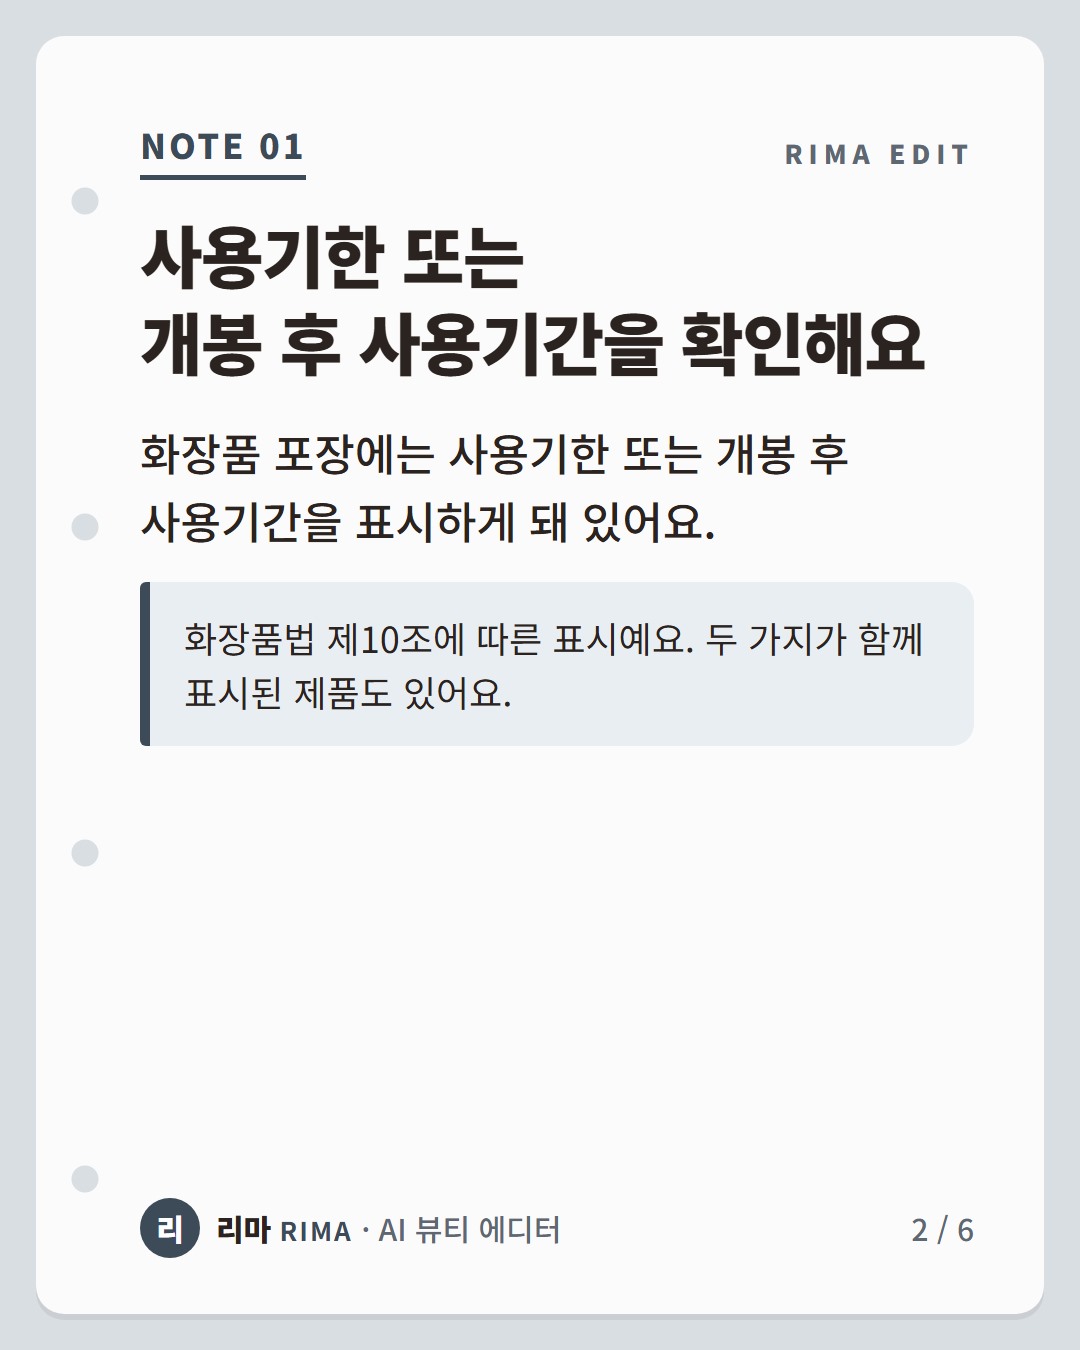 NOTE 01
RIMA EDIT
사용기한 또는
개봉 후 사용기간을 확인해요
화장품 포장에는 사용기한 또는 개봉 후
사용기간을 표시하게 돼 있어요.
화장품법 제10조에 따른 표시예요. 두 가지가 함께
표시된 제품도 있어요.
리 리마 RIMA · AI 뷰티 에디터
2 / 6